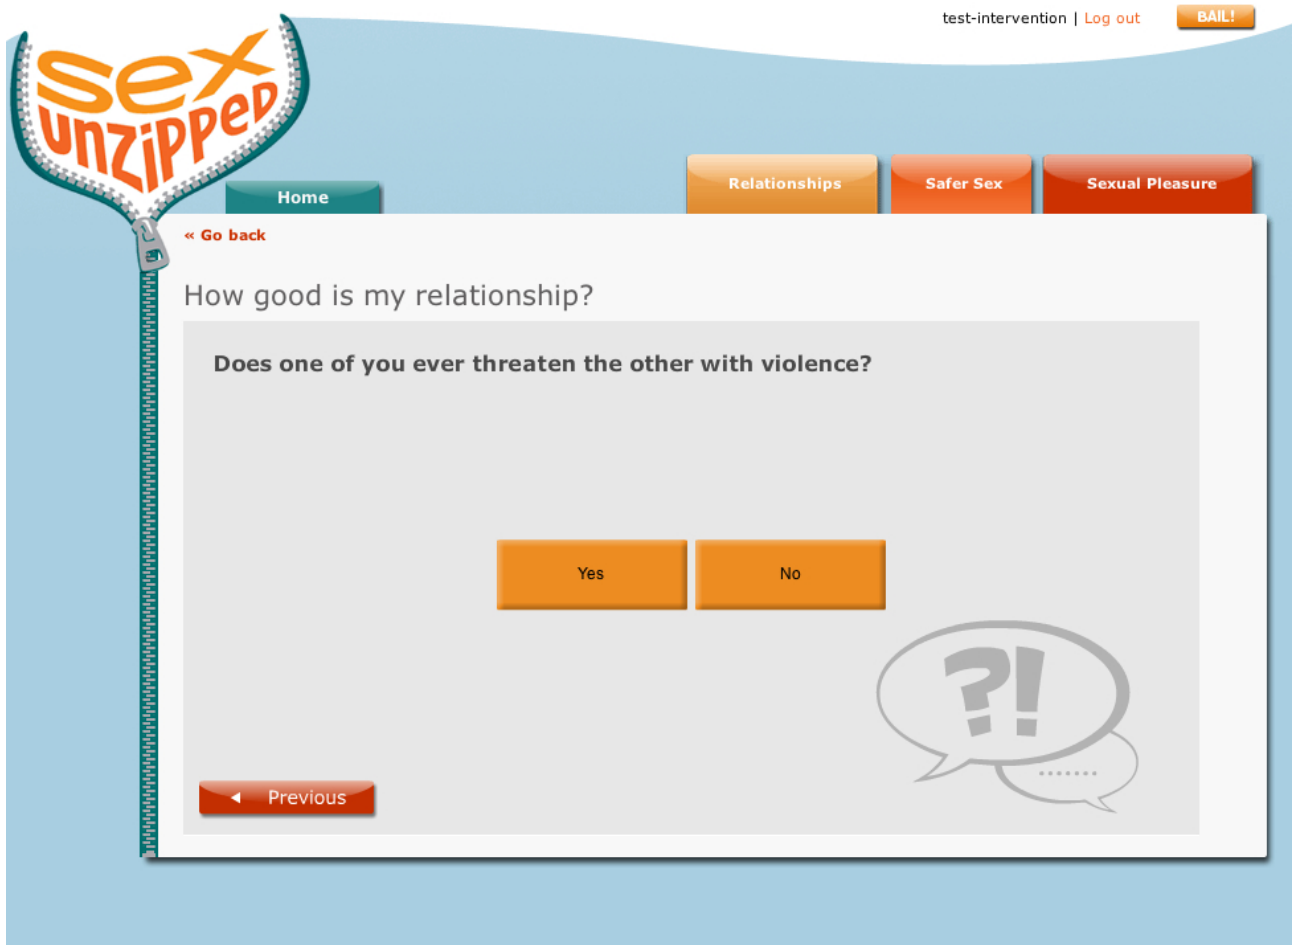 test-intervention | Log out
BAIL!
sex
unzipped
Home
Relationships
Safer Sex
Sexual Pleasure
« Go back
How good is my relationship?
Does one of you ever threaten the other with violence?
Yes
No
?!
.......
Previous